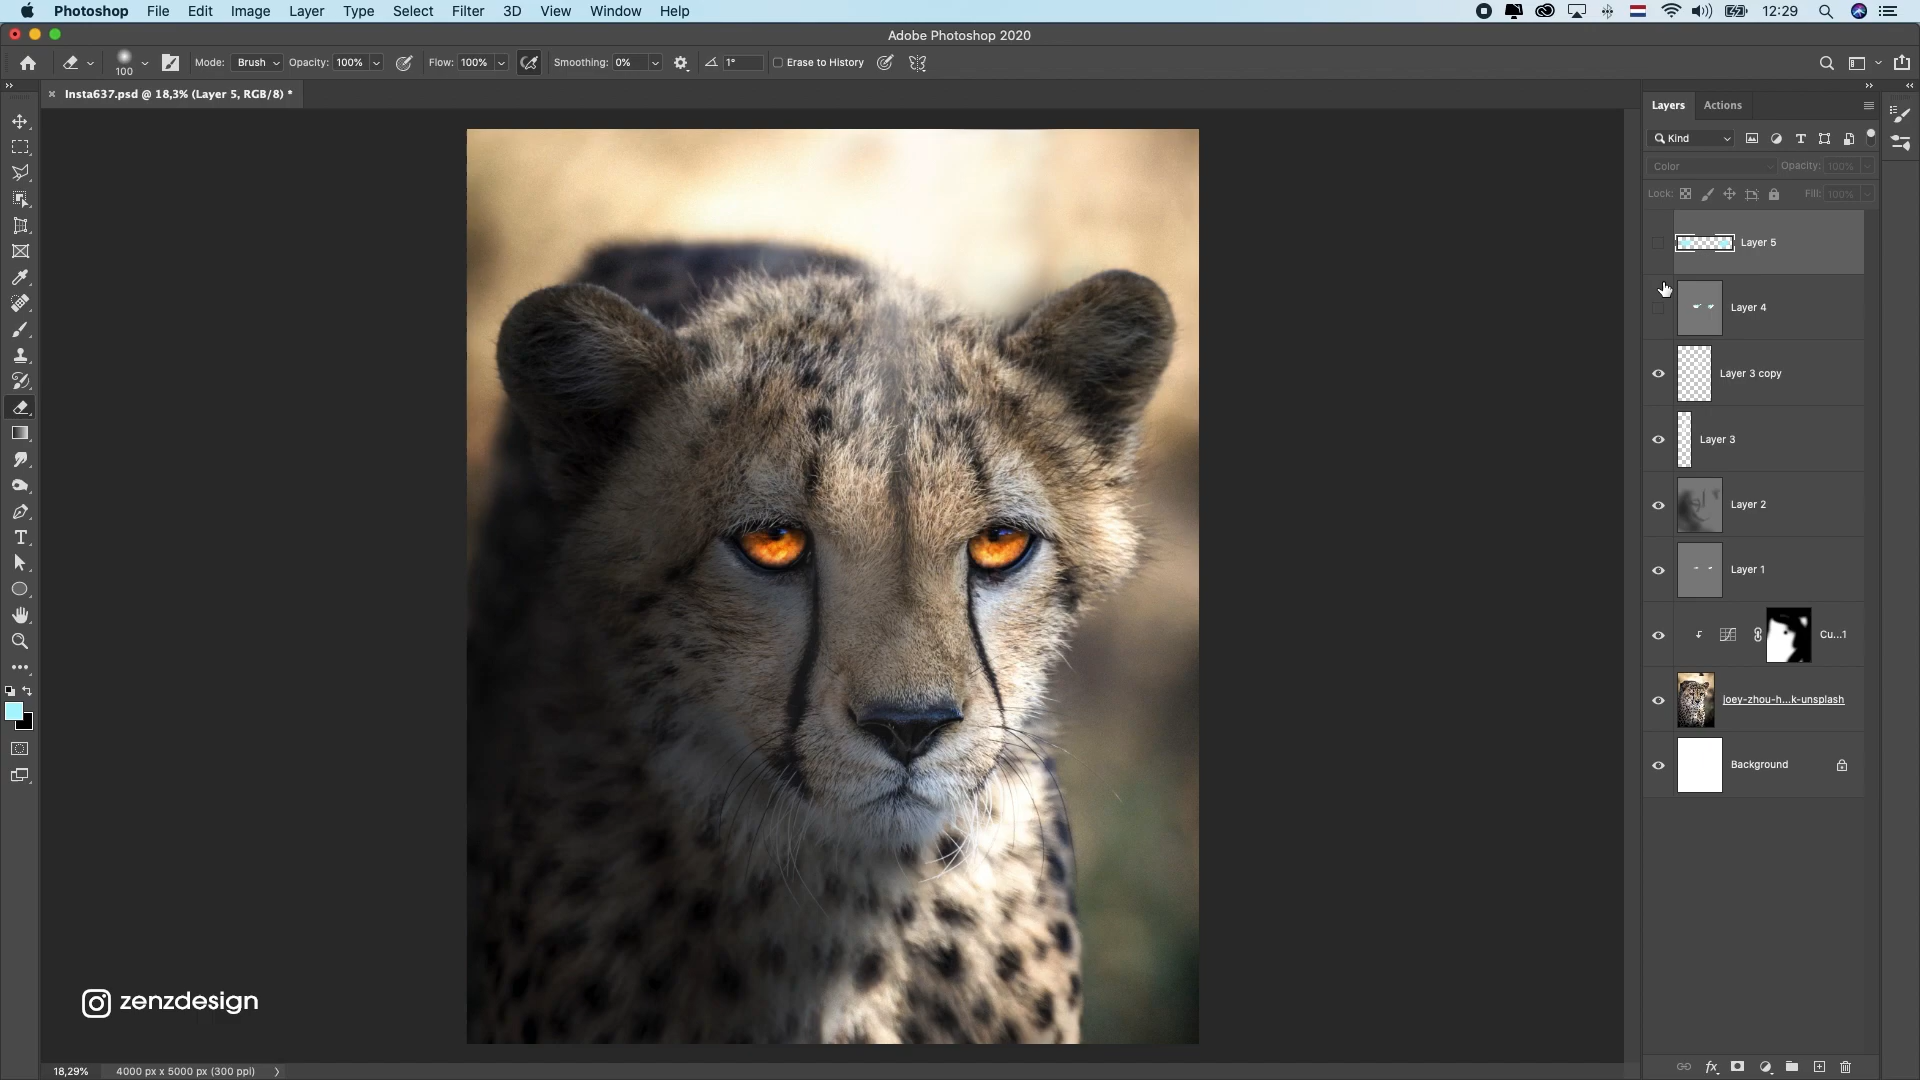 Photoshop File Edit Image Layer Type Select Filter 3D View Window Help 12:29
Adobe Photoshop 2020
100 Mode: Brush Opacity: 100% Flow: 100% Smoothing: 0% 1° Erase to History
Insta637.psd @ 18,3% (Layer 5, RGB/8) *
Layers Actions
Kind
Color Opacity: 100%
Lock: Fill: 100%
Layer 5
Layer 4
Layer 3 copy
Layer 3
Layer 2
Layer 1
Cu...1
joey-zhou-h...k-unsplash
Background
zenzdesign
18,29% 4000 px x 5000 px (300 ppi)